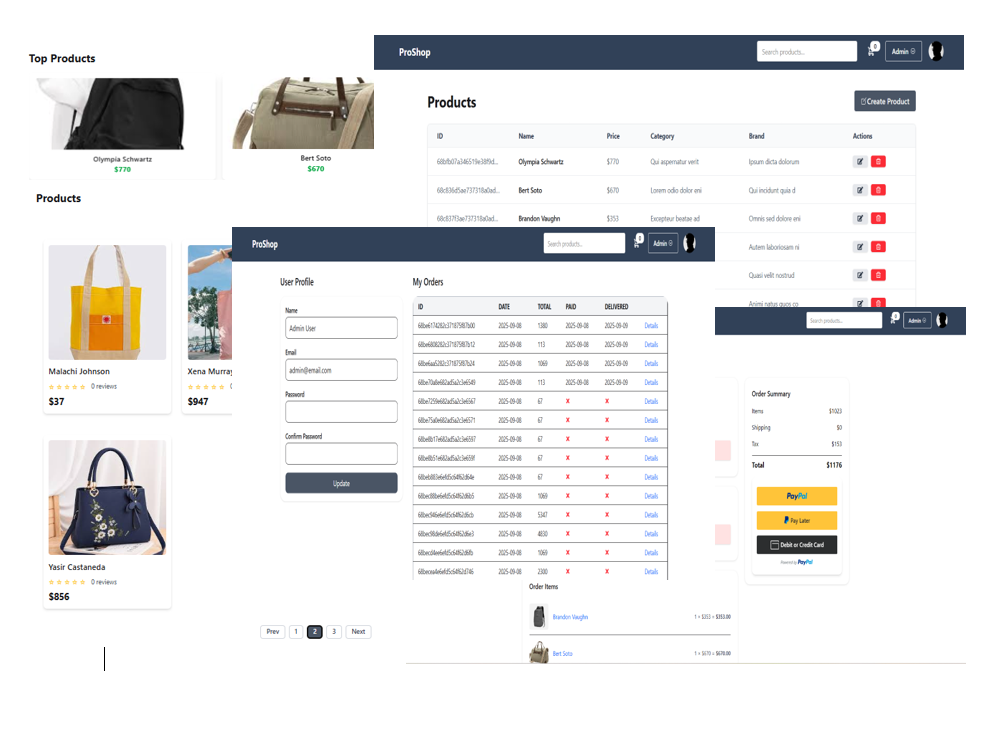 Top Products
Olympia Schwartz
$770
Bert Soto
$670
Products
Malachi Johnson
0 reviews
$37
Xena Murray
$947
Yasir Castaneda
0 reviews
$856
Prev 1 2 3 Next
ProShop Search products.. 0 Admin
Products Create Product
ID Name Price Category Brand Actions
68bfb07a346519e38f9d... Olympia Schwartz $770 Qui aspernatur verit Ipsum dicta dolorum
68c836d5ae737318a0ad... Bert Soto $670 Lorem odio dolor eni Qui incidunt quia d
68c837f3ae737318a0ad... Brandon Vaughn $353 Excepteur beatae ad Omnis sed dolore eni
Autem laboriosam ni
Quasi velit nostrud
Animi natus quos co
ProShop Search products.. Admin
User Profile
Name
Admin User
Email
admin@email.com
Password
Confirm Password
Update
My Orders
ID DATE TOTAL PAID DELIVERED
68be6174282c371875f87b00 2025-09-08 1380 2025-09-08 2025-09-09 Details
68be6808282c371875f87b12 2025-09-08 113 2025-09-08 2025-09-09 Details
68be6aa5282c371875f87b24 2025-09-08 1069 2025-09-08 2025-09-09 Details
68be70a8e682ad5a2c3e6549 2025-09-08 113 2025-09-08 2025-09-09 Details
68be7259e682ad5a2c3e6567 2025-09-08 67 X X Details
68be75a0e682ad5a2c3e6571 2025-09-08 67 X X Details
68be8b17e682ad5a2c3e6597 2025-09-08 67 X X Details
68be8b51e682ad5a2c3e659f 2025-09-08 67 X X Details
68beb883e6efd5c64f62d64e 2025-09-08 67 X X Details
68bec88be6efd5c64f62d6b5 2025-09-08 1069 X X Details
68bec946e6efd5c64f62d6cb 2025-09-08 5347 X X Details
68bec98de6efd5c64f62d6e3 2025-09-08 4830 X X Details
68becd4ee6efd5c64f62d6fb 2025-09-08 1069 X X Details
68becea4e6efd5c64f62d746 2025-09-08 2300 X X Details
Search products.. Admin
Order Summary
Items $1023
Shipping $0
Tax $153
Total $1176
PayPal
Pay Later
Debit or Credit Card
Powered by PayPal
Order Items
Brandon Vaughn 1 × $353 = $353.00
Bert Soto 1 × $670 = $670.00